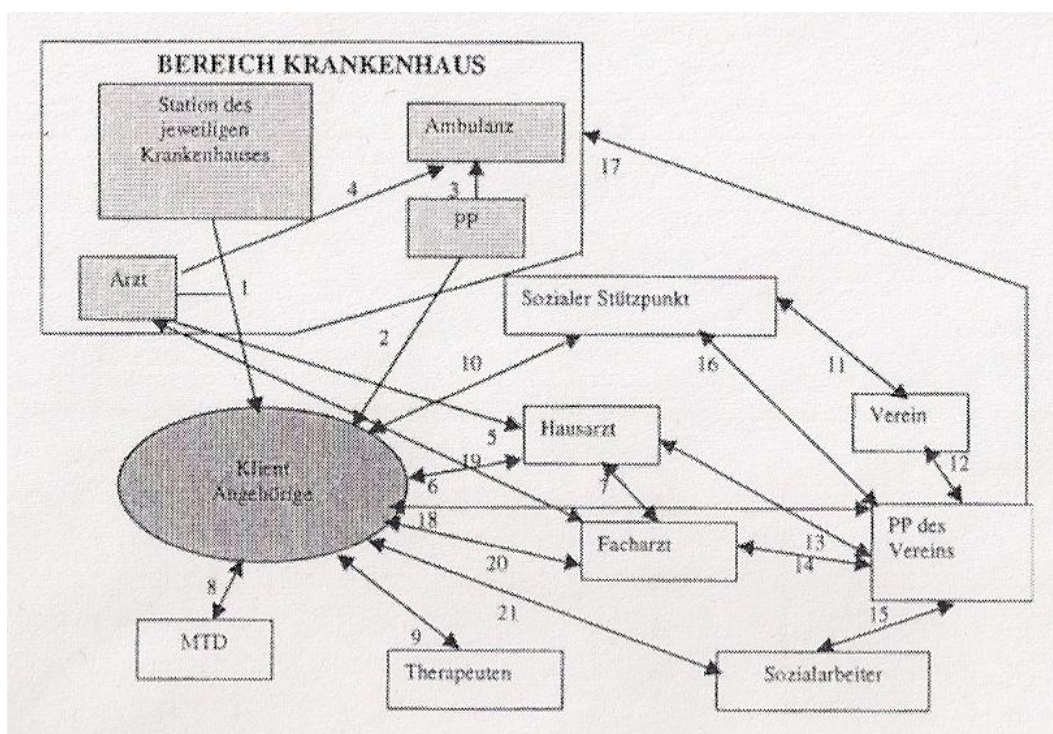 BEREICH KRANKENHAUS
Station des
jeweiligen
Krankenhauses
Ambulanz
17
4
3
PP
Arzt
1
Sozialer Stützpunkt
2
10
16
11
Hausarzt
Verein
5
19
12
Klient
Angehörige
6
7
18
PP des
Vereins
Facharzt
13
14
20
8
21
15
MTD
9
Therapeuten
Sozialarbeiter